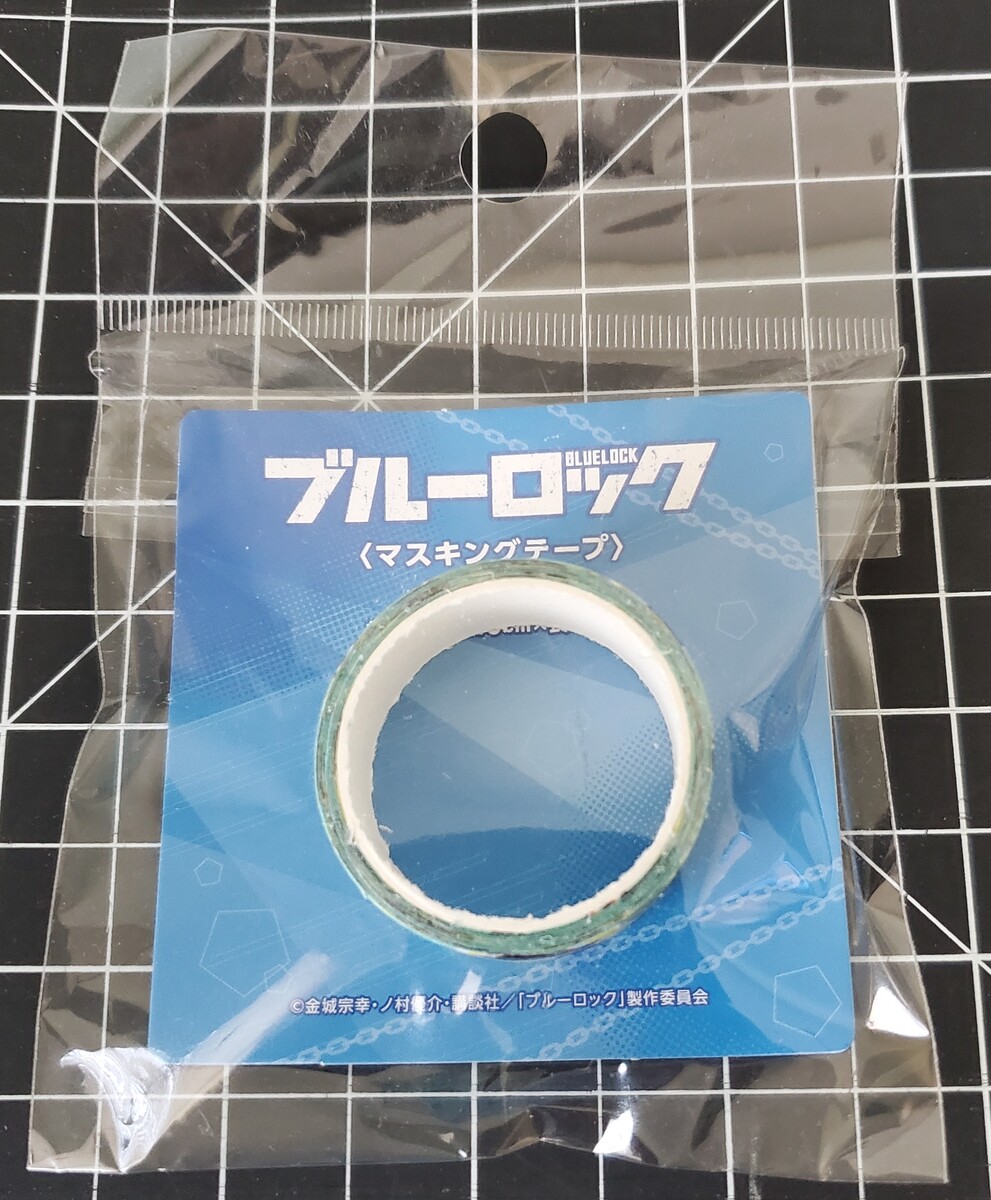 ブルーロック
BLUELOCK
〈マスキングテープ〉
©金城宗幸・ノ村優介・講談社／「ブルーロック」製作委員会